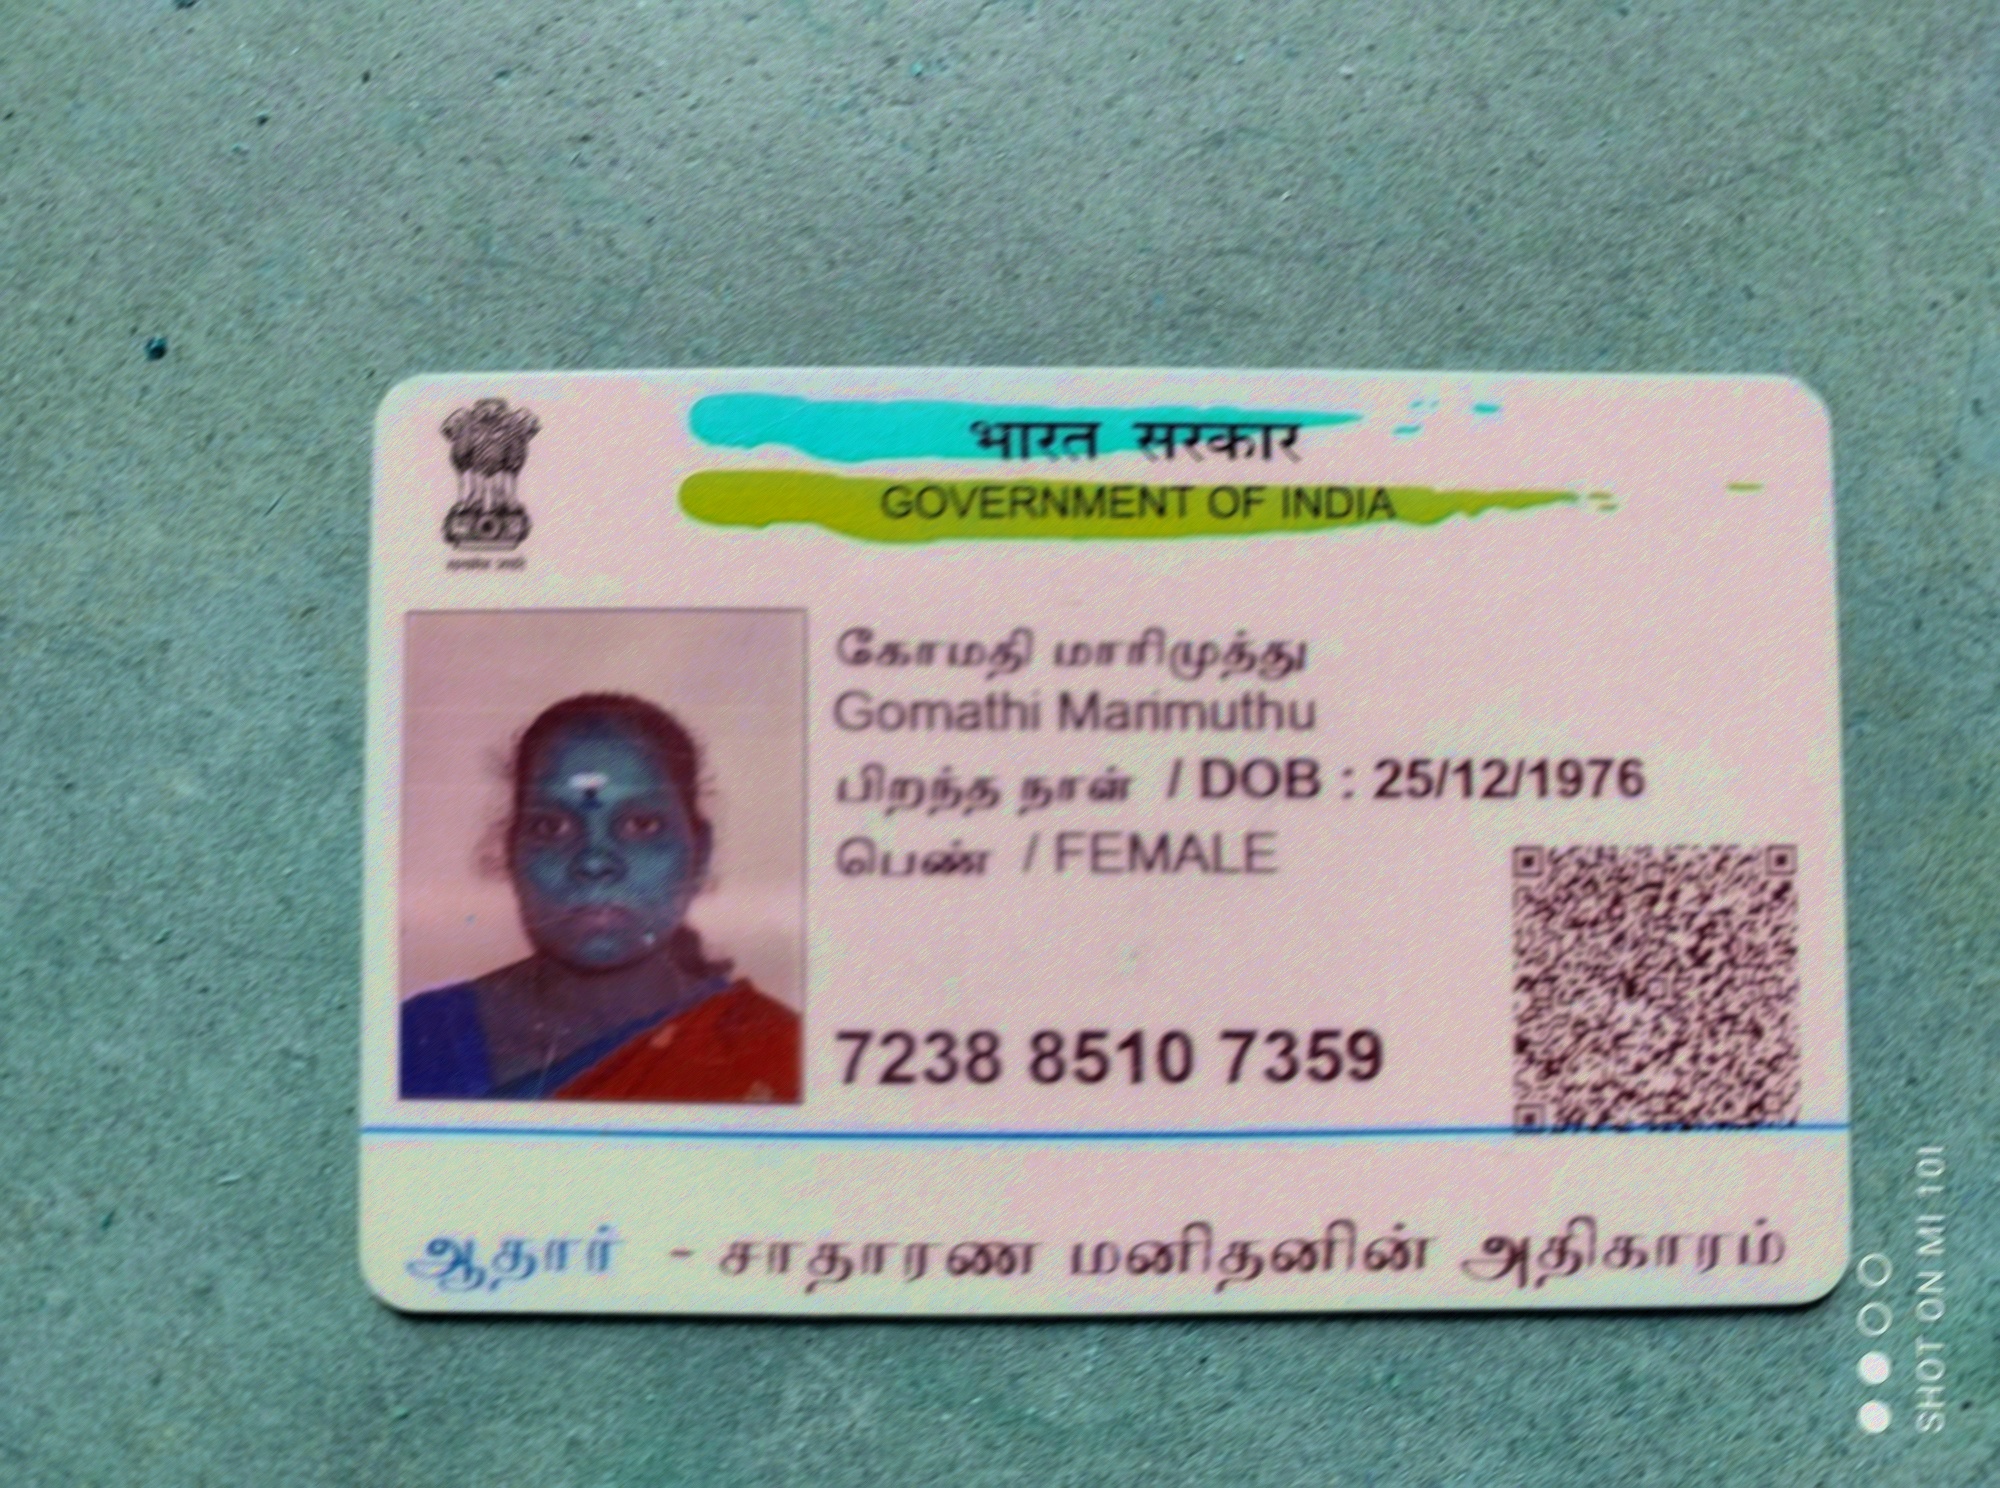 भारत सरकार
GOVERNMENT OF INDIA
கோமதி மாரிமுத்து
Gomathi Marimuthu
பிறந்த நாள் / DOB : 25/12/1976
பெண் / FEMALE
7238 8510 7359
ஆதார் - சாதாரண மனிதனின் அதிகாரம்
SHOT ON MI 10I